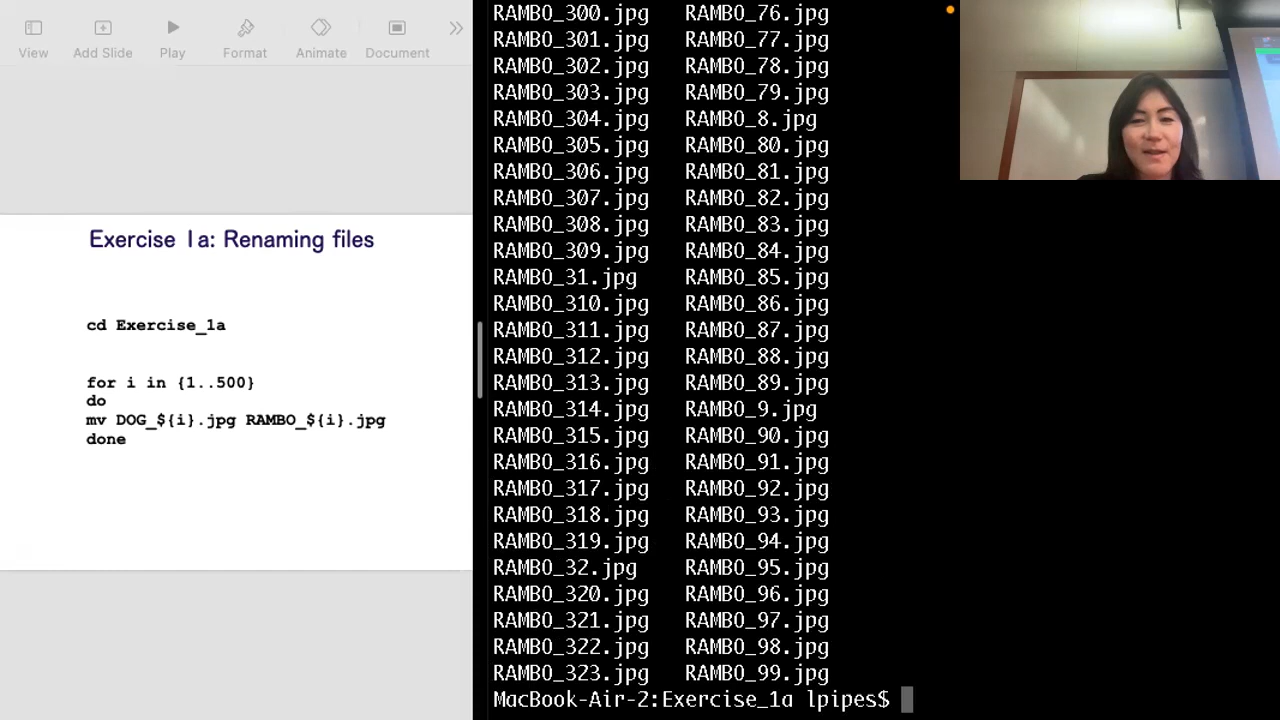 View
Add Slide
Play
Format
Animate
Document
Exercise 1a: Renaming files
cd Exercise_1a
for i in {1..500}
do
mv DOG_${i}.jpg RAMBO_${i}.jpg
done
RAMBO_300.jpg RAMBO_76.jpg
RAMBO_301.jpg RAMBO_77.jpg
RAMBO_302.jpg RAMBO_78.jpg
RAMBO_303.jpg RAMBO_79.jpg
RAMBO_304.jpg RAMBO_8.jpg
RAMBO_305.jpg RAMBO_80.jpg
RAMBO_306.jpg RAMBO_81.jpg
RAMBO_307.jpg RAMBO_82.jpg
RAMBO_308.jpg RAMBO_83.jpg
RAMBO_309.jpg RAMBO_84.jpg
RAMBO_31.jpg RAMBO_85.jpg
RAMBO_310.jpg RAMBO_86.jpg
RAMBO_311.jpg RAMBO_87.jpg
RAMBO_312.jpg RAMBO_88.jpg
RAMBO_313.jpg RAMBO_89.jpg
RAMBO_314.jpg RAMBO_9.jpg
RAMBO_315.jpg RAMBO_90.jpg
RAMBO_316.jpg RAMBO_91.jpg
RAMBO_317.jpg RAMBO_92.jpg
RAMBO_318.jpg RAMBO_93.jpg
RAMBO_319.jpg RAMBO_94.jpg
RAMBO_32.jpg RAMBO_95.jpg
RAMBO_320.jpg RAMBO_96.jpg
RAMBO_321.jpg RAMBO_97.jpg
RAMBO_322.jpg RAMBO_98.jpg
RAMBO_323.jpg RAMBO_99.jpg
MacBook-Air-2:Exercise_1a lpipes$